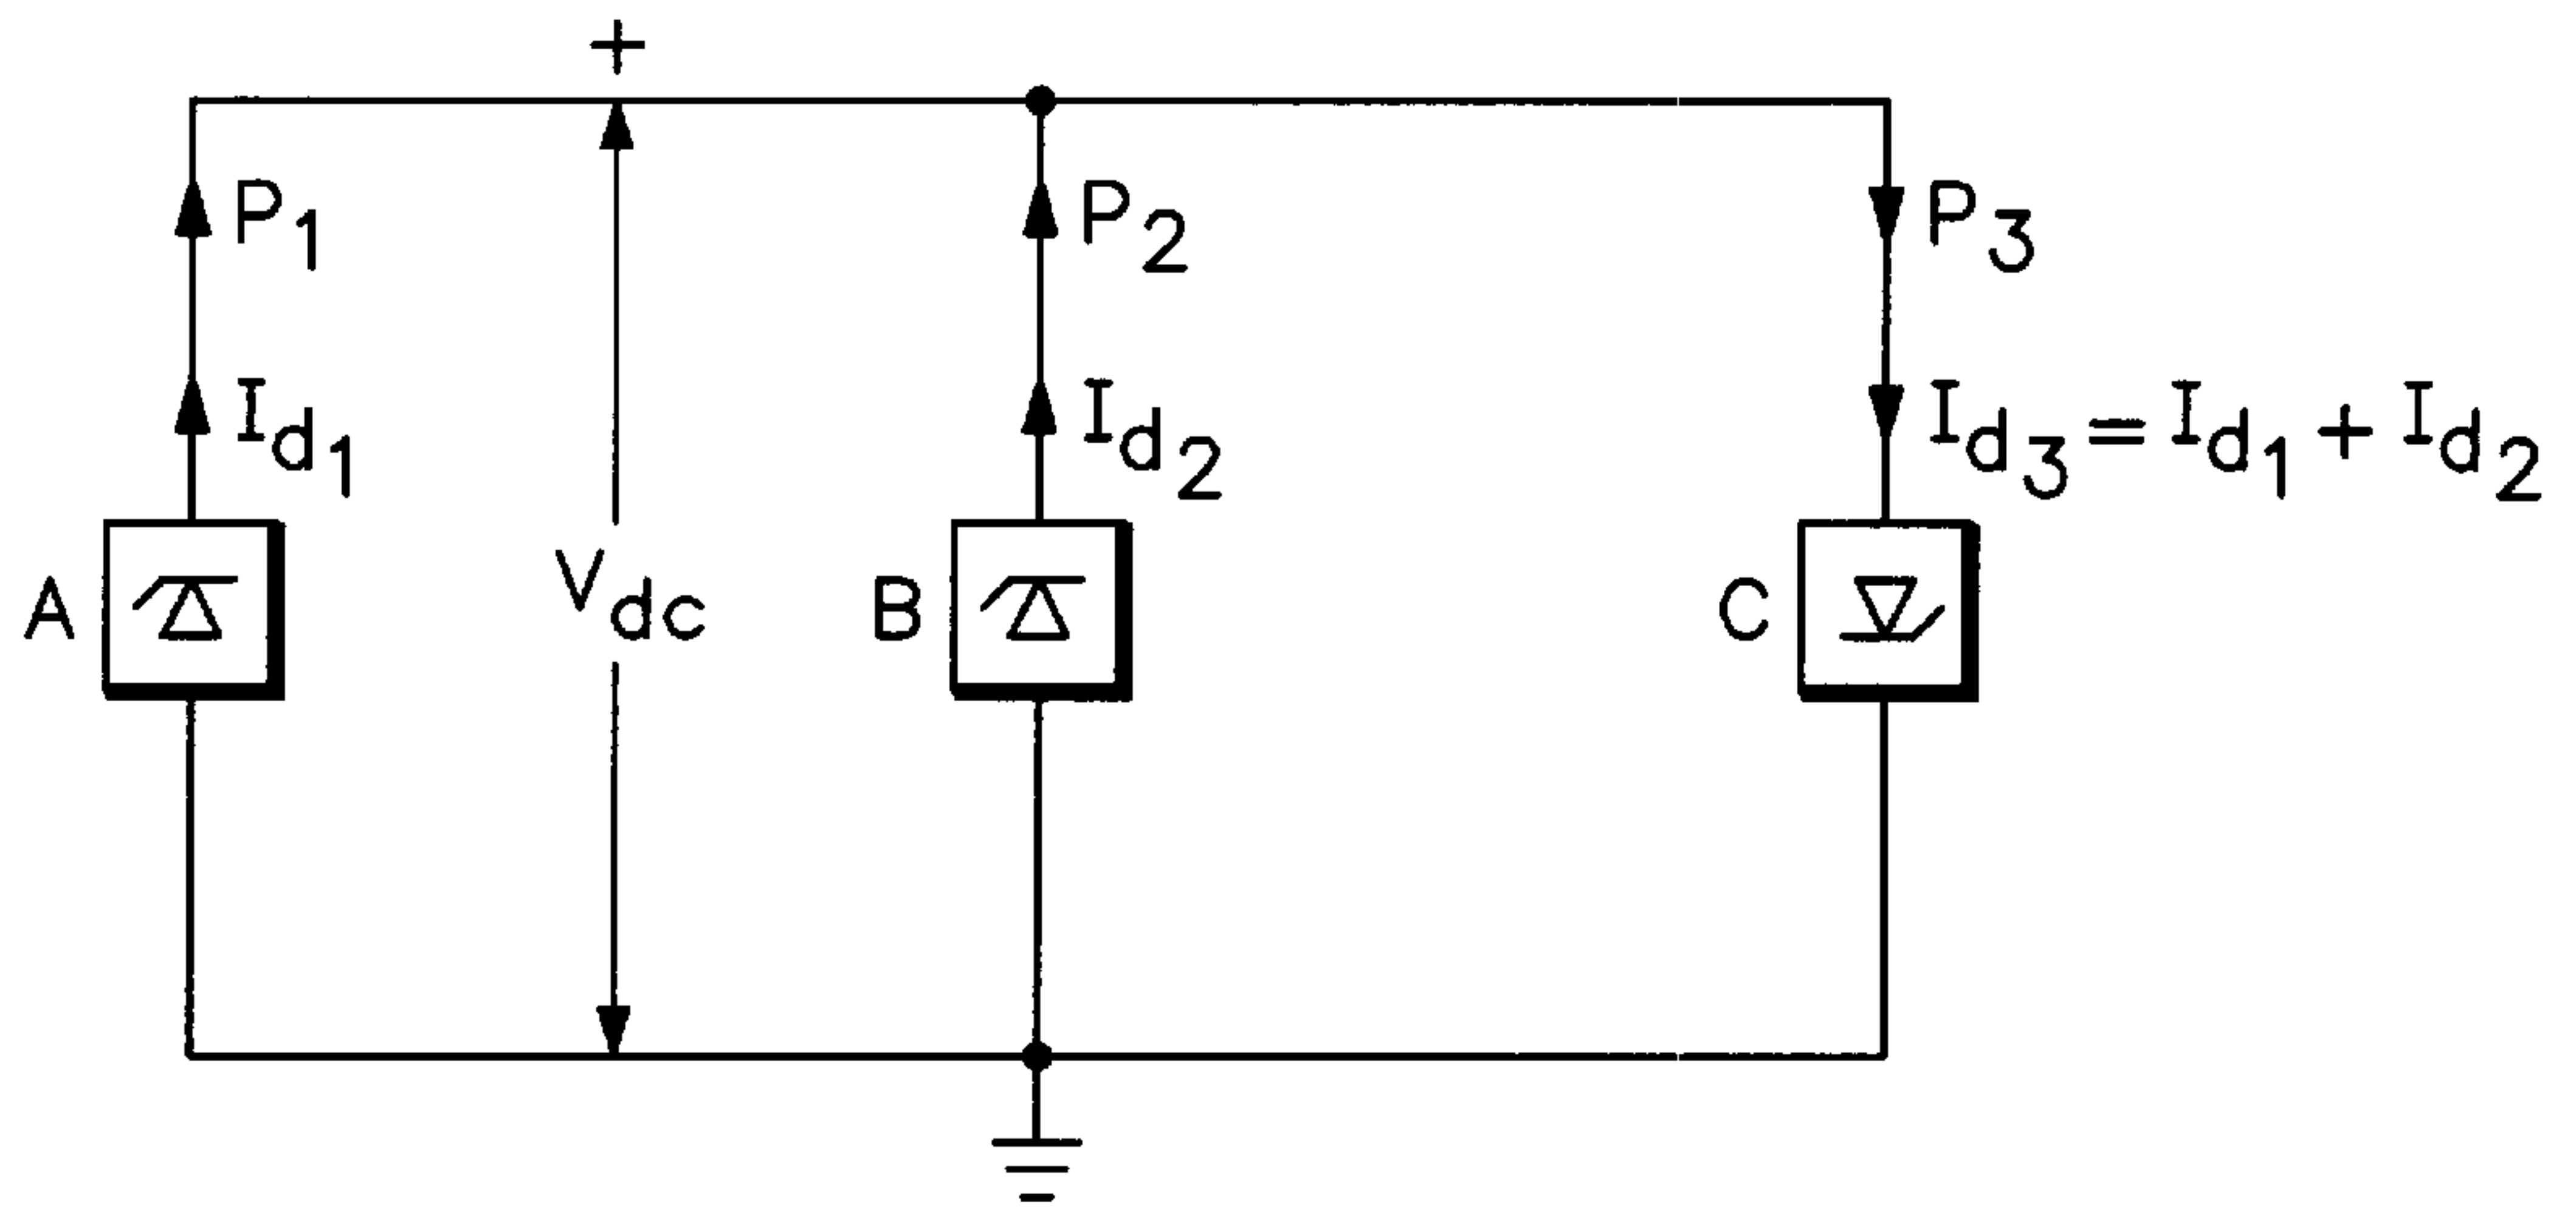 +
P1
P2
P3
Id1
Id2
Id3 = Id1 + Id2
A
Vdc
B
C